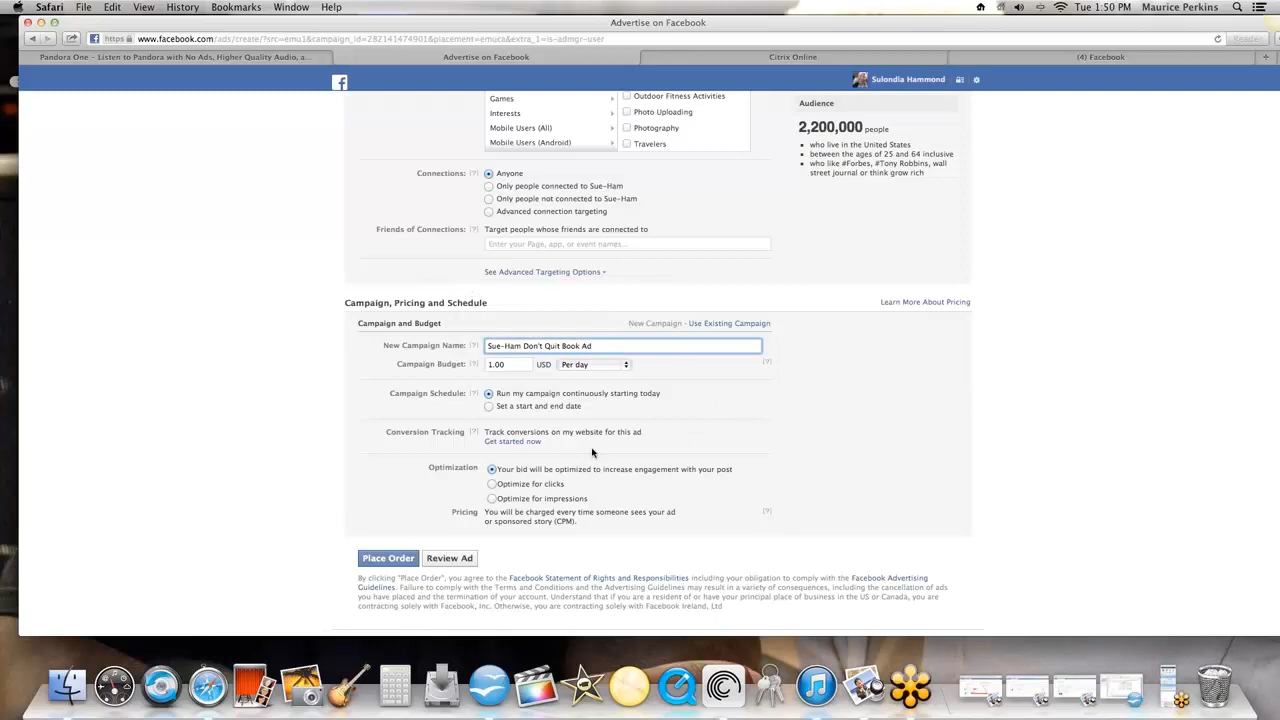 Safari File Edit View History Bookmarks Window Help
Tue 1:50 PM Maurice Perkins
Advertise on Facebook
https www.facebook.com/ads/create/?src=emu1&campaign_id=282141474901&placement=emuca&extra_1=is-admgr-user
Reader
Pandora One – Listen to Pandora with No Ads, Higher Quality Audio, a...
Advertise on Facebook
Citrix Online
(4) Facebook
f
Sulondia Hammond
Games
Interests
Mobile Users (All)
Mobile Users (Android)
Outdoor Fitness Activities
Photo Uploading
Photography
Travelers
Audience
2,200,000 people
who live in the United States
between the ages of 25 and 64 inclusive
who like #Forbes, #Tony Robbins, wall
street journal or think grow rich
Connections: [?] Anyone
Only people connected to Sue-Ham
Only people not connected to Sue-Ham
Advanced connection targeting
Friends of Connections: [?] Target people whose friends are connected to
Enter your Page, app, or event names...
See Advanced Targeting Options
Campaign, Pricing and Schedule
Learn More About Pricing
Campaign and Budget
New Campaign - Use Existing Campaign
New Campaign Name: [?] Sue-Ham Don't Quit Book Ad
Campaign Budget: [?] 1.00 USD Per day [?]
Campaign Schedule: [?] Run my campaign continuously starting today
Set a start and end date
Conversion Tracking [?] Track conversions on my website for this ad
Get started now
Optimization Your bid will be optimized to increase engagement with your post
Optimize for clicks
Optimize for impressions
Pricing You will be charged every time someone sees your ad [?]
or sponsored story (CPM).
Place Order Review Ad
By clicking "Place Order", you agree to the Facebook Statement of Rights and Responsibilities including your obligation to comply with the Facebook Advertising
Guidelines. Failure to comply with the Terms and Conditions and the Advertising Guidelines may result in a variety of consequences, including the cancellation of ads
you have placed and the termination of your account. Understand that if you are a resident of or have your principal place of business in the US or Canada, you are
contracting solely with Facebook, Inc. Otherwise, you are contracting solely with Facebook Ireland, Ltd